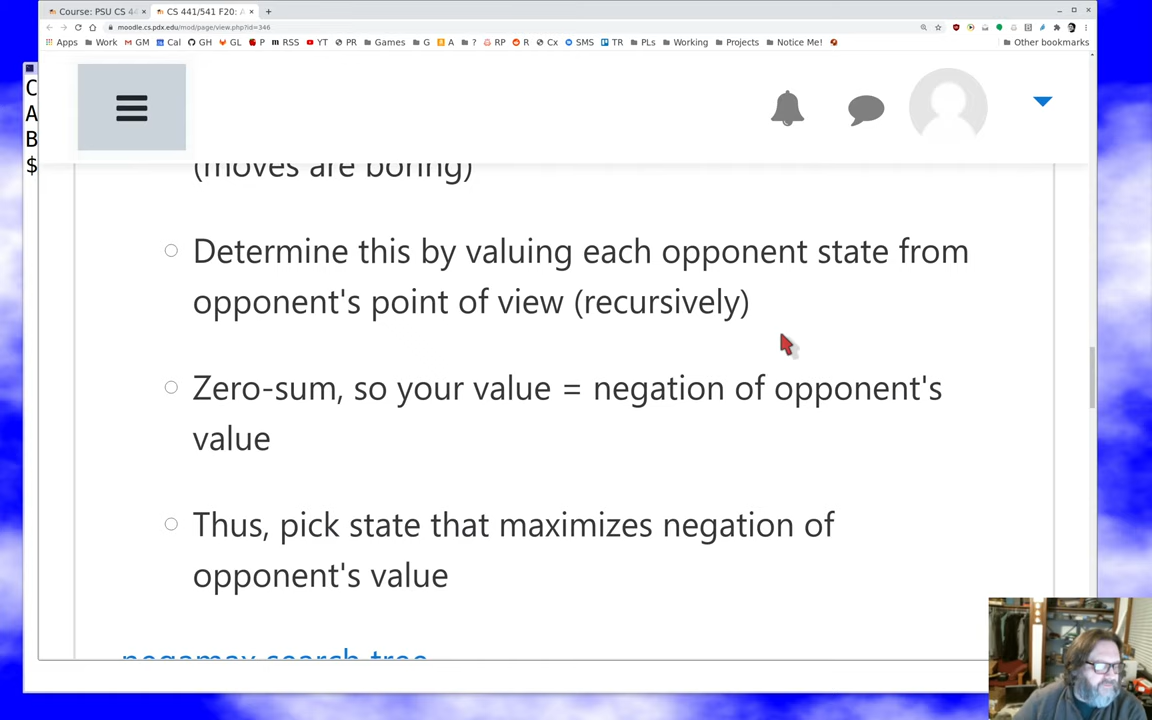 Course: PSU CS 44
CS 441/541 F20: A
moodle.cs.pdx.edu/mod/page/view.php?id=346
Apps Work GM Cal GH GL P RSS YT PR Games G A ? RP R Cx SMS TR PLs Working Projects Notice Me! Other bookmarks
C
A
B
$
(moves are boring)
Determine this by valuing each opponent state from
opponent's point of view (recursively)
Zero-sum, so your value = negation of opponent's
value
Thus, pick state that maximizes negation of
opponent's value
negamax search tree